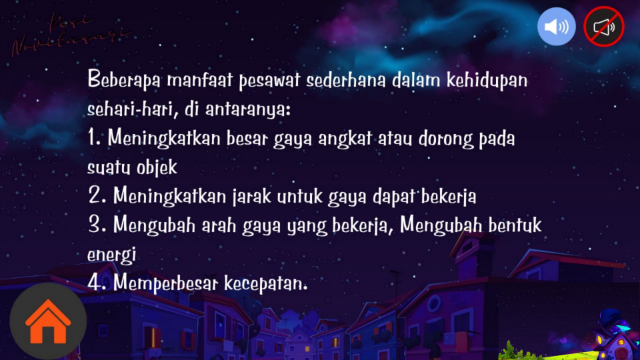 Beberapa manfaat pesawat sederhana dalam kehidupan
sehari-hari, di antaranya:
1. Meningkatkan besar gaya angkat atau dorong pada
suatu objek
2. Meningkatkan jarak untuk gaya dapat bekerja
3. Mengubah arah gaya yang bekerja, Mengubah bentuk
energi
4. Memperbesar kecepatan.